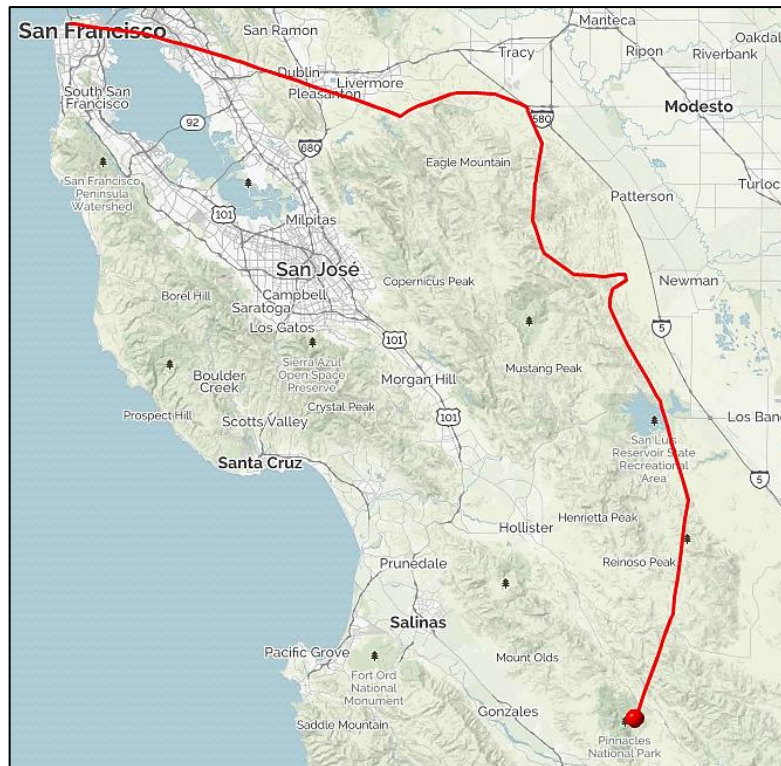 San Francisco
San Ramon
Manteca
Oakdal
Tracy
Ripon
Riverbank
Dublin
Livermore
Pleasanton
South San
Francisco
Modesto
92
680
580
Eagle Mountain
San Francisco
Peninsula
Watershed
Turloc
101
Patterson
Milpitas
San José
Copernicus Peak
Newman
Borel Hill
Campbell
Saratoga
Los Gatos
5
101
Sierra Azul
Open Space
Preserve
Mustang Peak
Boulder
Creek
Morgan Hill
Crystal Peak
101
Prospect Hill
Scotts Valley
Los Bano
San Luis
Reservoir State
Recreational
Area
Santa Cruz
5
Henrietta Peak
Hollister
Prunedale
Reinoso Peak
Salinas
Pacific Grove
Mount Olds
Fort Ord
National
Monument
Gonzales
Saddle Mountain
Pinnacles
National Park